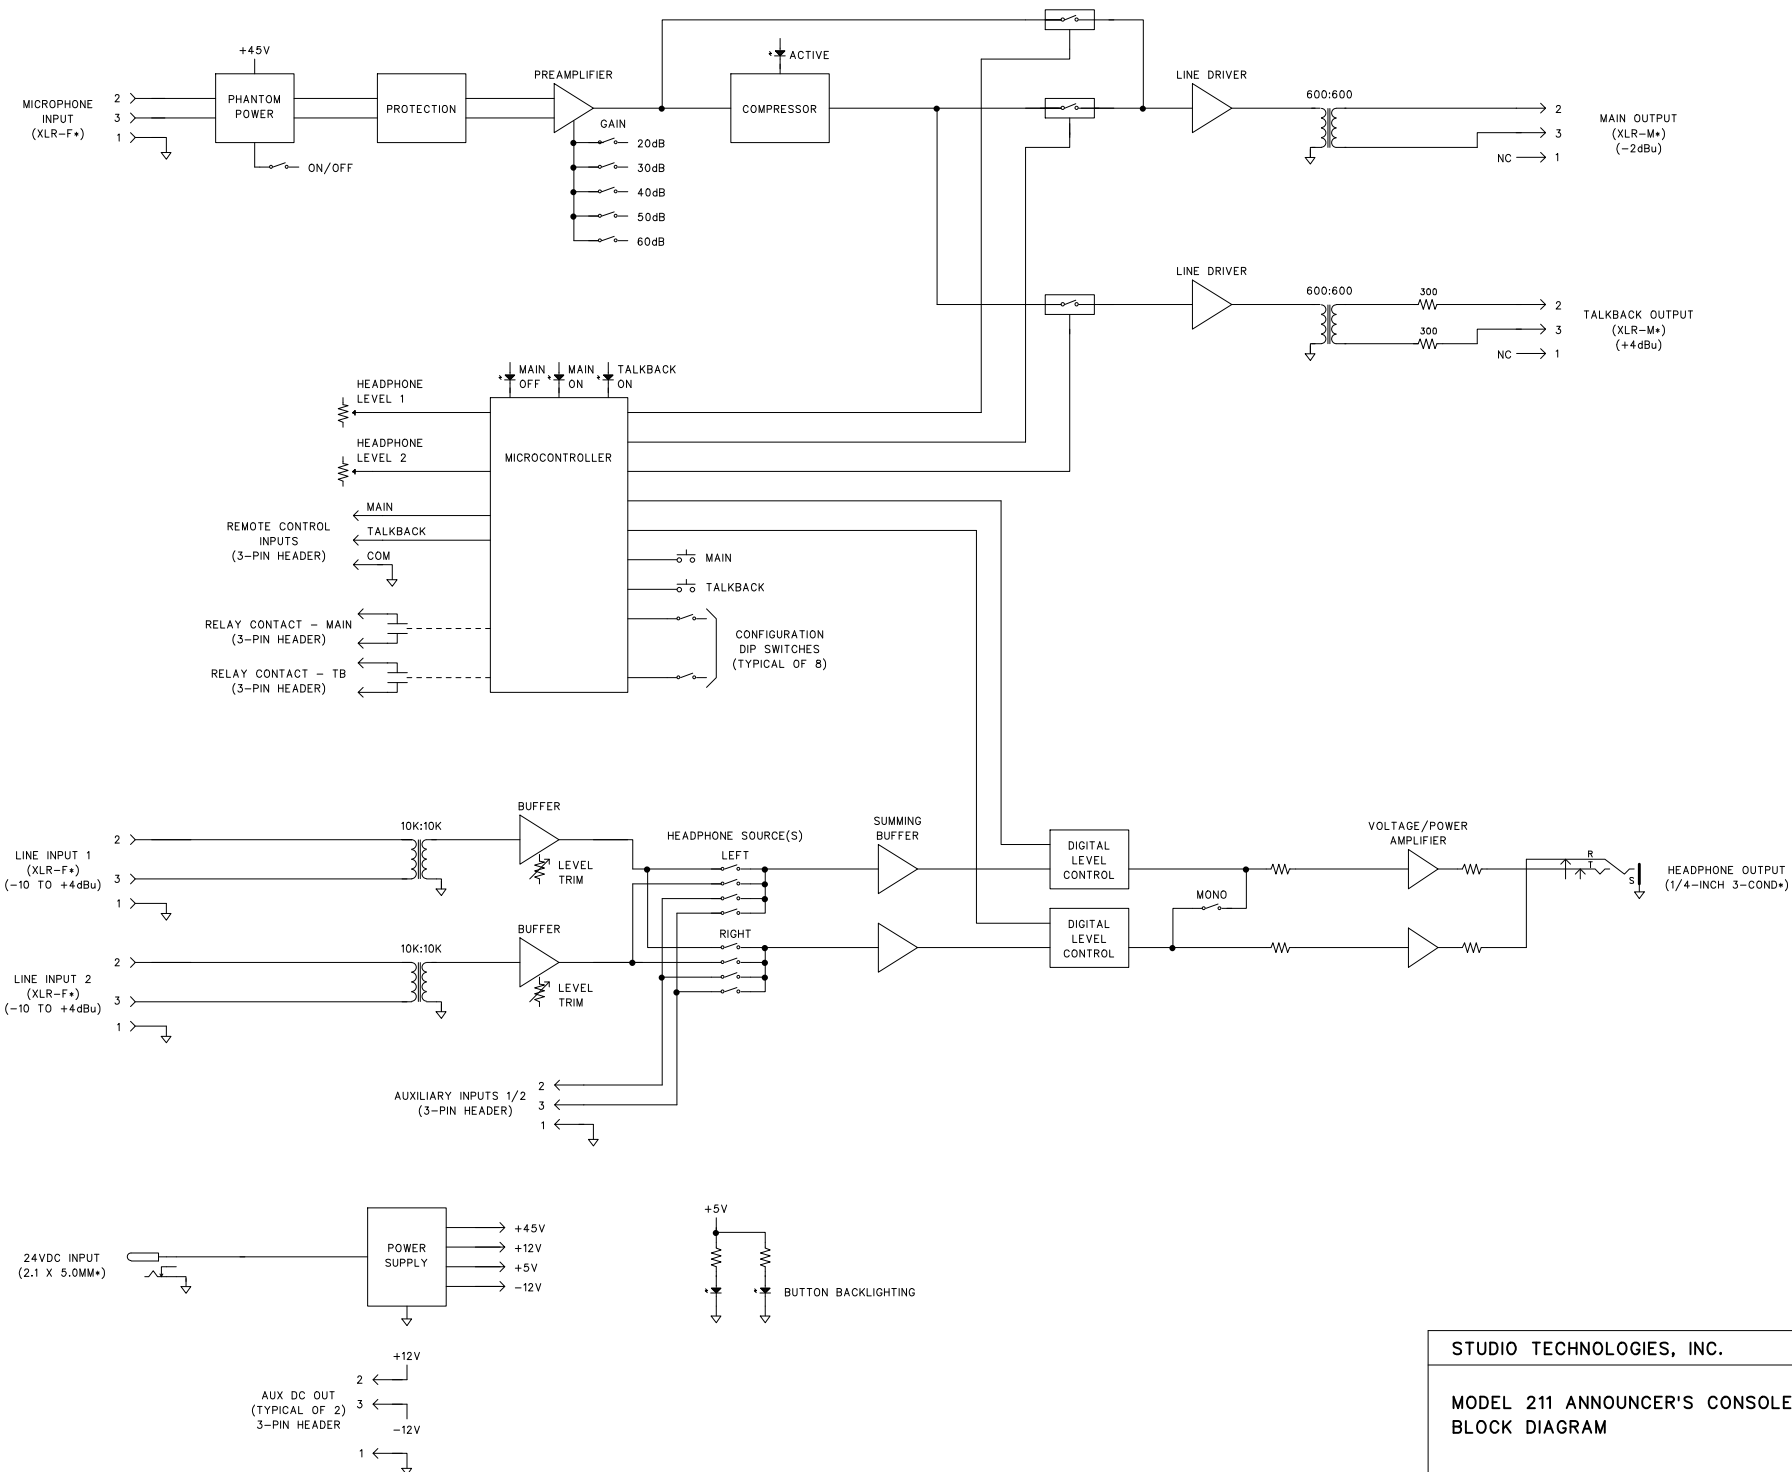 +45V
MICROPHONE
INPUT
(XLR-F*)
2
3
1
PHANTOM
POWER
ON/OFF
PROTECTION
PREAMPLIFIER
GAIN
20dB
30dB
40dB
50dB
60dB
ACTIVE
COMPRESSOR
LINE DRIVER
600:600
2
3
NC
1
MAIN OUTPUT
(XLR-M*)
(-2dBu)
LINE DRIVER
600:600
300
300
2
3
NC
1
TALKBACK OUTPUT
(XLR-M*)
(+4dBu)
MAIN
OFF
MAIN
ON
TALKBACK
ON
HEADPHONE
LEVEL 1
HEADPHONE
LEVEL 2
MICROCONTROLLER
REMOTE CONTROL
INPUTS
(3-PIN HEADER)
MAIN
TALKBACK
COM
RELAY CONTACT - MAIN
(3-PIN HEADER)
RELAY CONTACT - TB
(3-PIN HEADER)
MAIN
TALKBACK
CONFIGURATION
DIP SWITCHES
(TYPICAL OF 8)
LINE INPUT 1
(XLR-F*)
(-10 TO +4dBu)
2
3
1
10K:10K
BUFFER
LEVEL
TRIM
LINE INPUT 2
(XLR-F*)
(-10 TO +4dBu)
2
3
1
10K:10K
BUFFER
LEVEL
TRIM
HEADPHONE SOURCE(S)
LEFT
RIGHT
SUMMING
BUFFER
DIGITAL
LEVEL
CONTROL
DIGITAL
LEVEL
CONTROL
MONO
VOLTAGE/POWER
AMPLIFIER
R
T
S
HEADPHONE OUTPUT
(1/4-INCH 3-COND*)
AUXILIARY INPUTS 1/2
(3-PIN HEADER)
2
3
1
24VDC INPUT
(2.1 X 5.0MM*)
POWER
SUPPLY
+45V
+12V
+5V
-12V
+5V
BUTTON BACKLIGHTING
AUX DC OUT
(TYPICAL OF 2)
3-PIN HEADER
+12V
2
3
-12V
1
STUDIO TECHNOLOGIES, INC.
MODEL 211 ANNOUNCER'S CONSOLE
BLOCK DIAGRAM